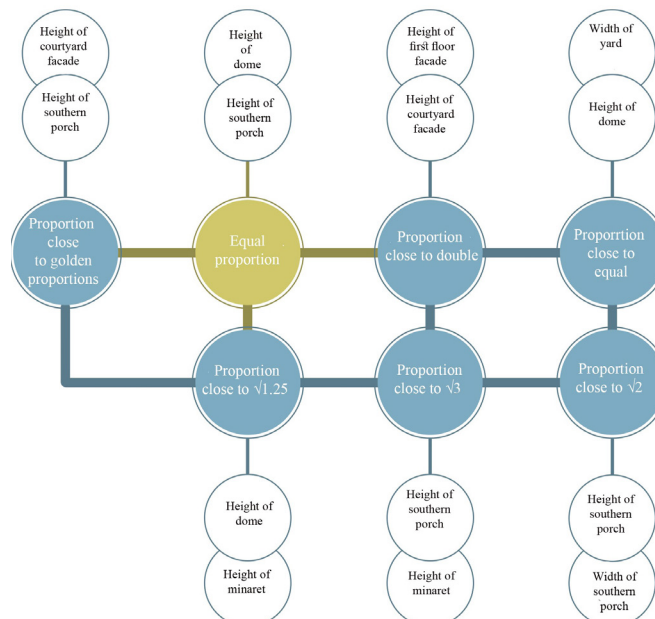 Height of
courtyard
facade
Height of
southern
porch
Height
of
dome
Height of
southern
porch
Height of
first floor
facade
Height of
courtyard
facade
Width of
yard
Height of
dome
Proportion
close
to golden
proportions
Equal
proportion
Proportion
close to double
Proporrtion
close to
equal
Proportion
close to √1.25
Proportion
close to √3
Proportion
close to √2
Height of
dome
Height of
minaret
Height of
southern
porch
Height of
minaret
Height of
southern
porch
Width of
southern
porch